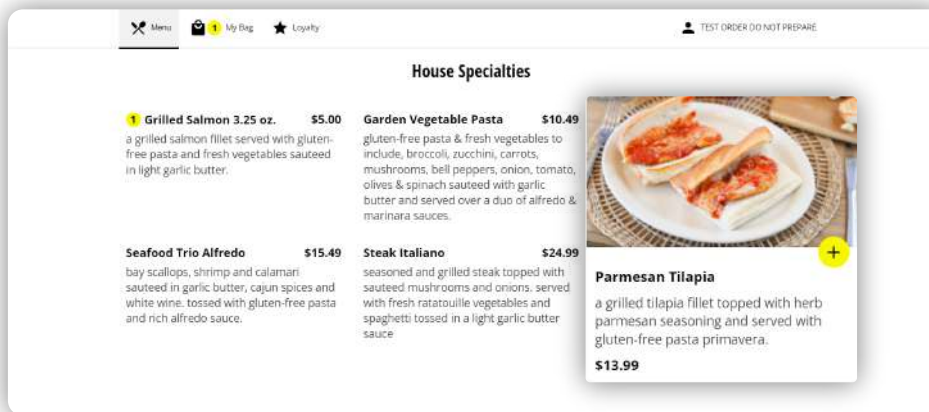 Menu
1 My Bag
Loyalty
TEST ORDER DO NOT PREPARE
House Specialties
1 Grilled Salmon 3.25 oz. $5.00
a grilled salmon fillet served with gluten-
free pasta and fresh vegetables sauteed
in light garlic butter.
Garden Vegetable Pasta $10.49
gluten-free pasta & fresh vegetables to
include, broccoli, zucchini, carrots,
mushrooms, bell peppers, onion, tomato,
olives & spinach sauteed with garlic
butter and served over a duo of alfredo &
marinara sauces.
Seafood Trio Alfredo $15.49
bay scallops, shrimp and calamari
sauteed in garlic butter, cajun spices and
white wine. tossed with gluten-free pasta
and rich alfredo sauce.
Steak Italiano $24.99
seasoned and grilled steak topped with
sauteed mushrooms and onions. served
with fresh ratatouille vegetables and
spaghetti tossed in a light garlic butter
sauce
+
Parmesan Tilapia
a grilled tilapia fillet topped with herb
parmesan seasoning and served with
gluten-free pasta primavera.
$13.99